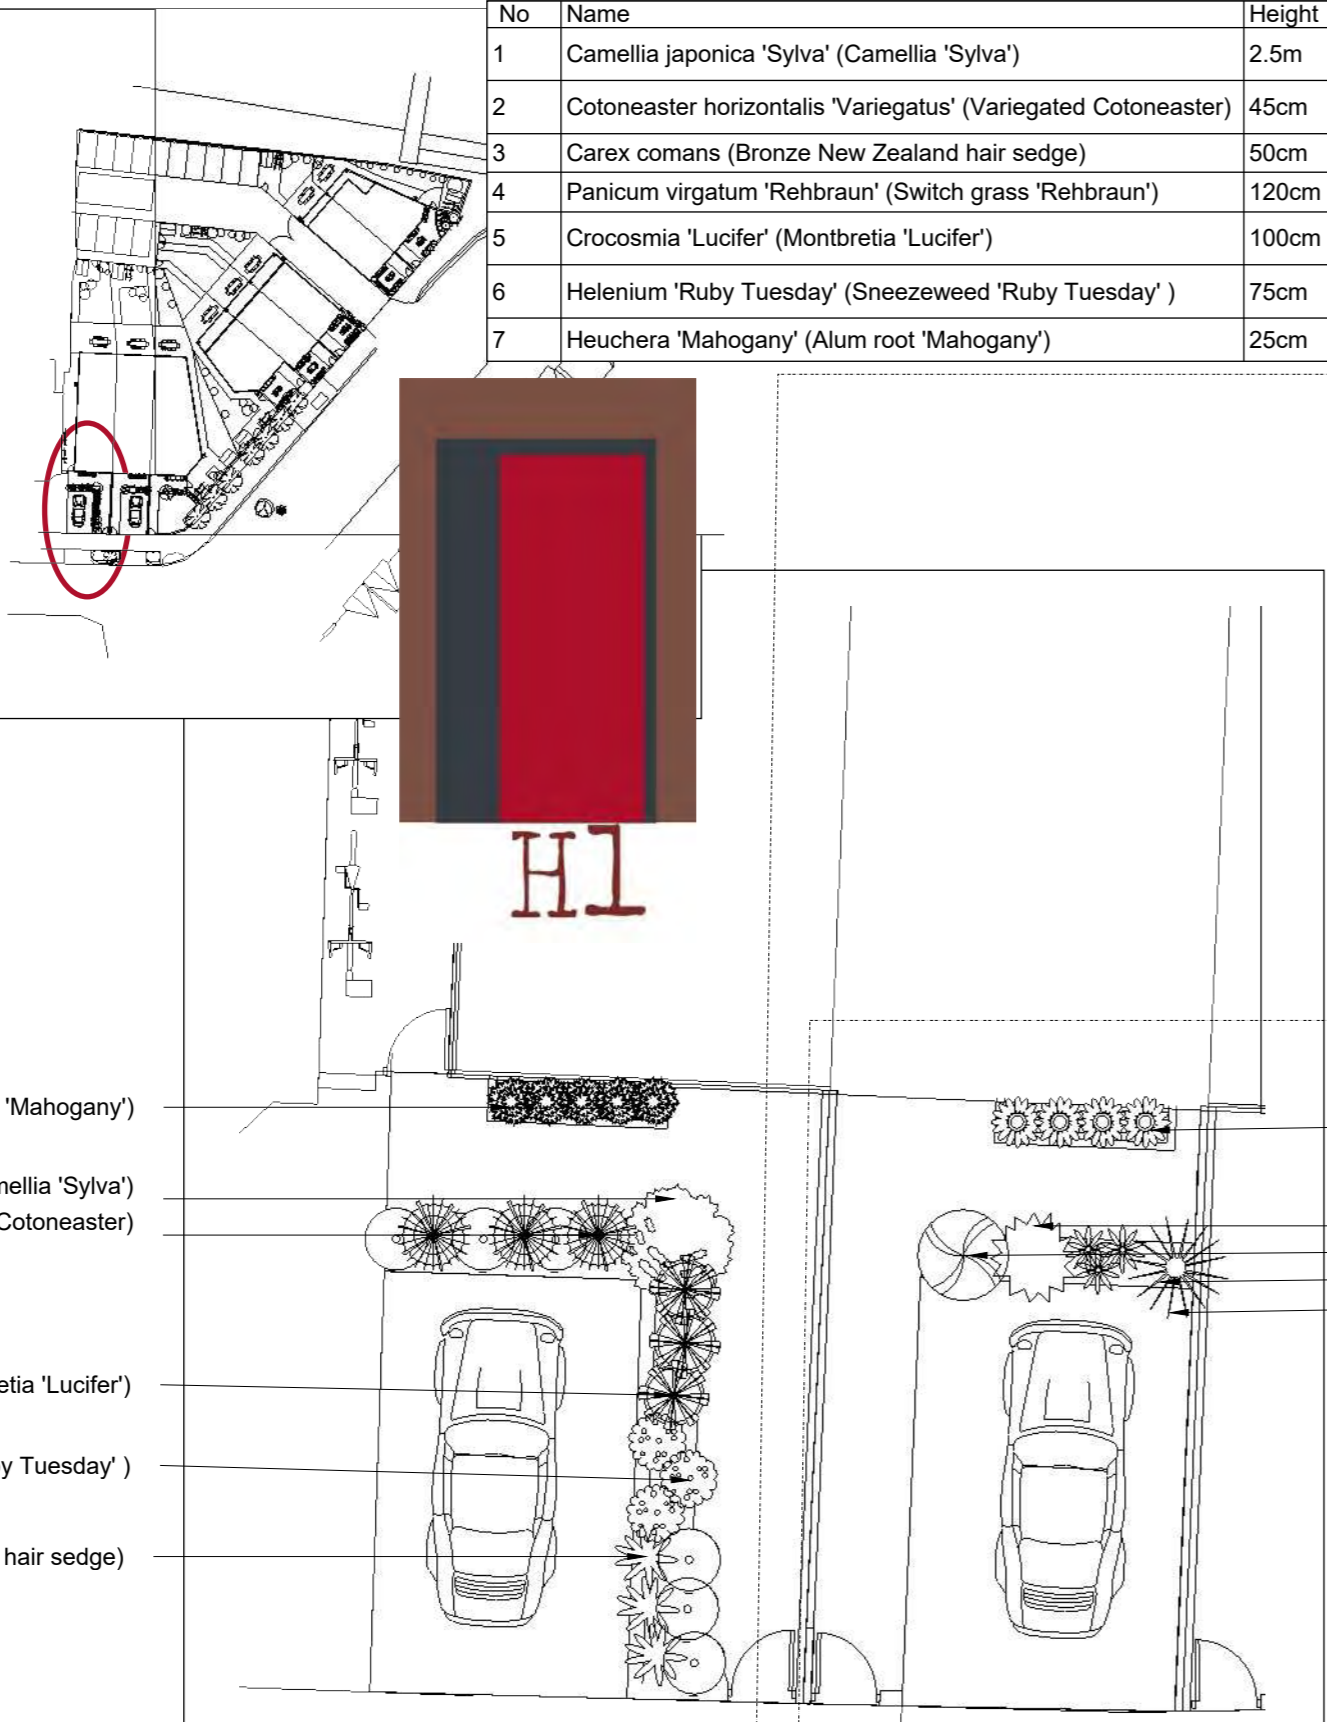 No Name Height
1 Camellia japonica 'Sylva' (Camellia 'Sylva') 2.5m
2 Cotoneaster horizontalis 'Variegatus' (Variegated Cotoneaster) 45cm
3 Carex comans (Bronze New Zealand hair sedge) 50cm
4 Panicum virgatum 'Rehbraun' (Switch grass 'Rehbraun') 120cm
5 Crocosmia 'Lucifer' (Montbretia 'Lucifer') 100cm
6 Helenium 'Ruby Tuesday' (Sneezeweed 'Ruby Tuesday' ) 75cm
7 Heuchera 'Mahogany' (Alum root 'Mahogany') 25cm
H1
'Mahogany')
mellia 'Sylva')
Cotoneaster)
etia 'Lucifer')
y Tuesday' )
hair sedge)